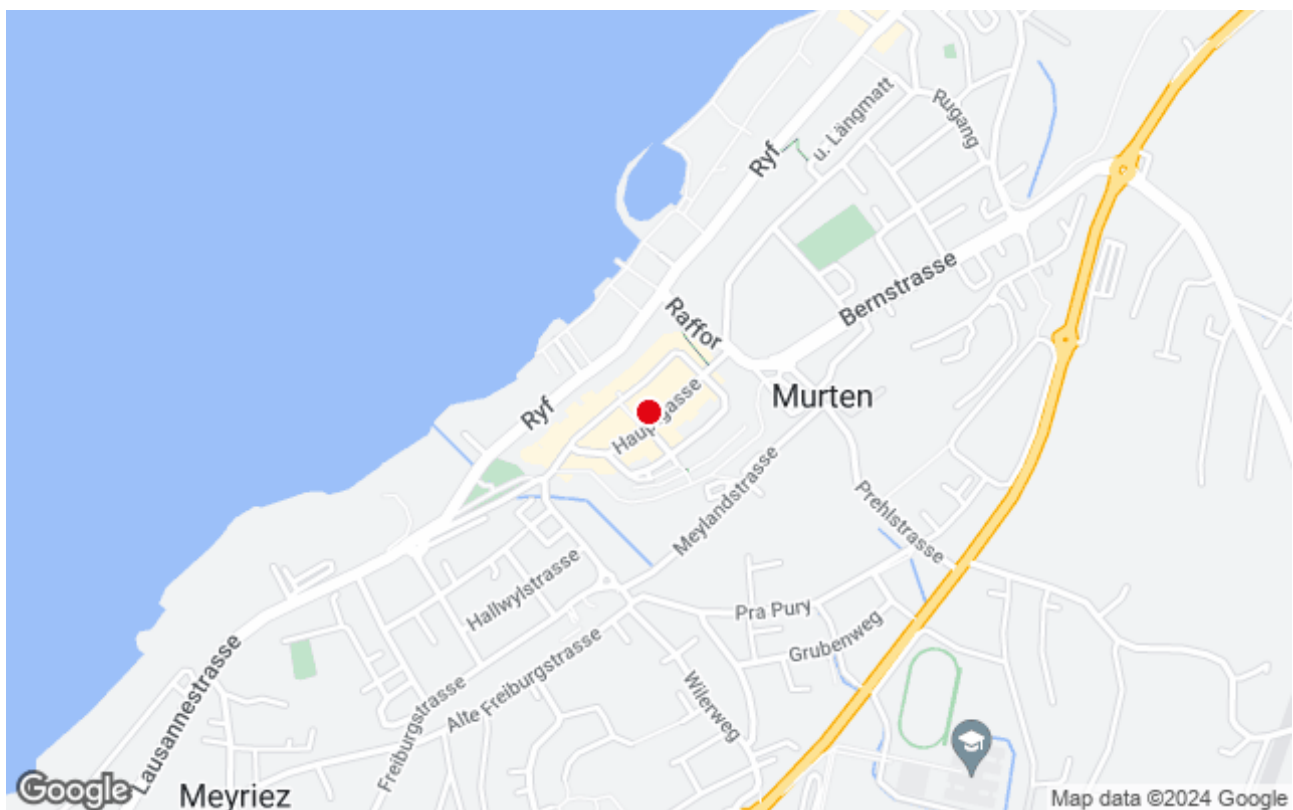 u. Längmatt
Rugang
Ryf
Bernstrasse
Raffor
Murten
Ryf
Hauptgasse
Meylandstrasse
Prehlstrasse
Hallwylstrasse
Pra Pury
Grubenweg
Lausannestrasse
Freiburgstrasse
Alte Freiburgstrasse
Wilerweg
Google
Meyriez
Map data ©2024 Google